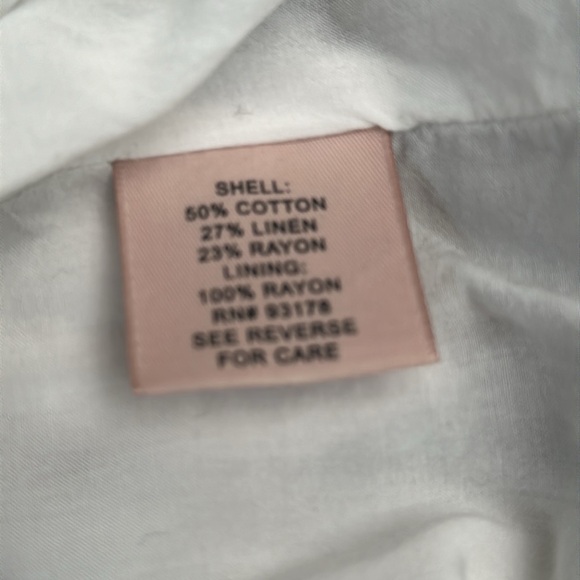 SHELL:
50% COTTON
27% LINEN
23% RAYON
LINING:
100% RAYON
RN# 93178
SEE REVERSE
FOR CARE